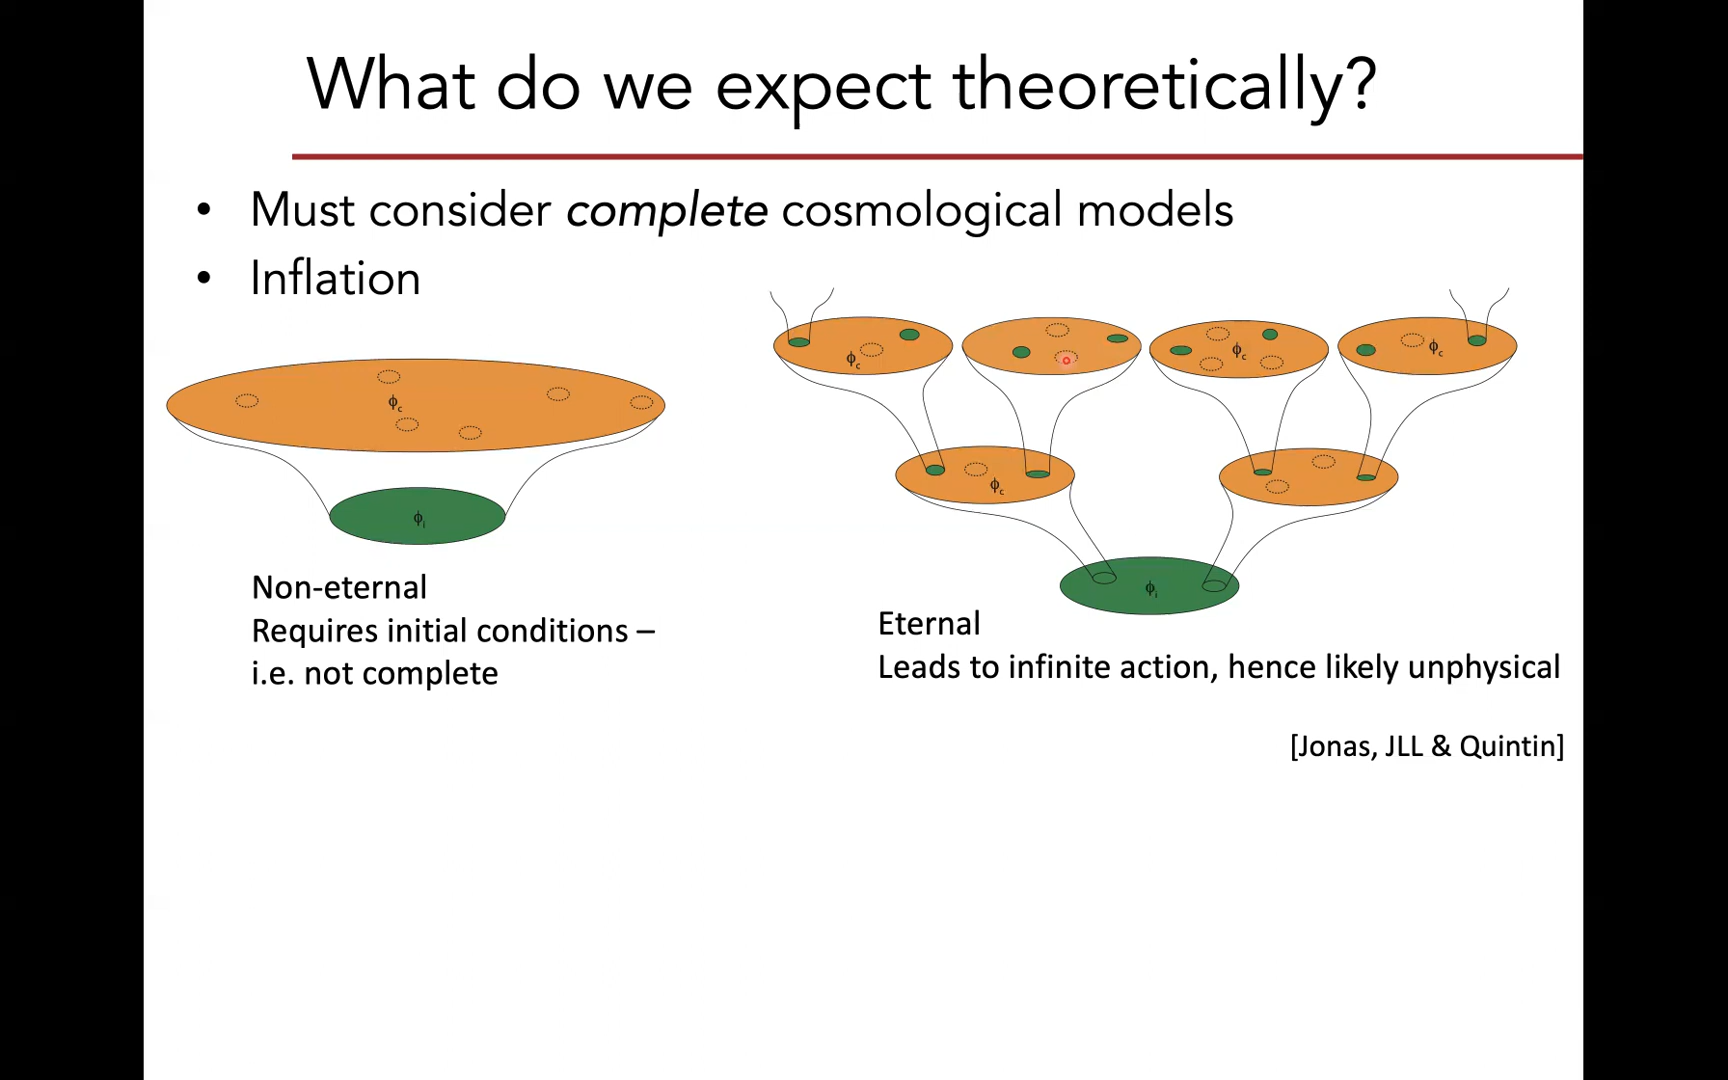 What do we expect theoretically?
• Must consider complete cosmological models
• Inflation
ϕc
ϕc
ϕc
ϕc
ϕc
ϕi
ϕi
Non-eternal
Requires initial conditions –
i.e. not complete
Eternal
Leads to infinite action, hence likely unphysical
[Jonas, JLL & Quintin]